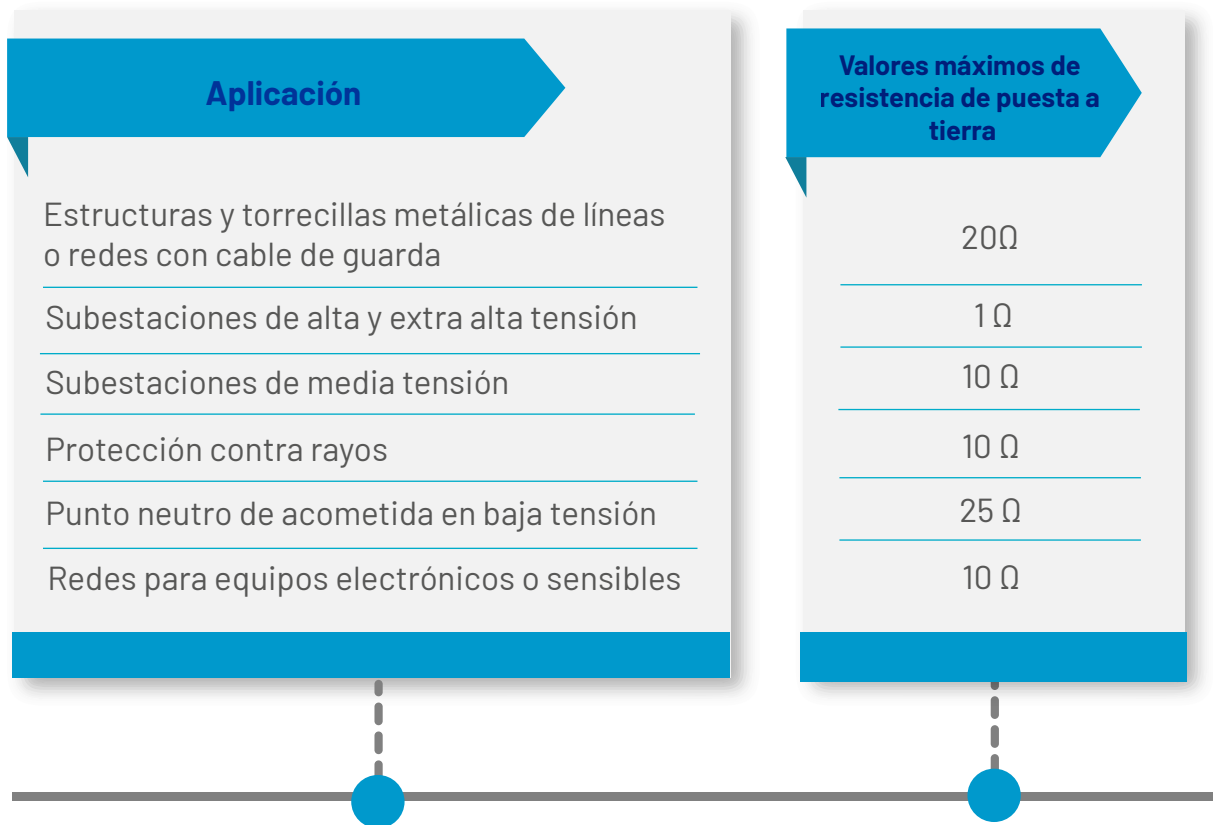 Aplicación
Estructuras y torrecillas metálicas de líneas
o redes con cable de guarda
Subestaciones de alta y extra alta tensión
Subestaciones de media tensión
Protección contra rayos
Punto neutro de acometida en baja tensión
Redes para equipos electrónicos o sensibles
Valores máximos de
resistencia de puesta a
tierra
20Ω
1 Ω
10 Ω
10 Ω
25 Ω
10 Ω